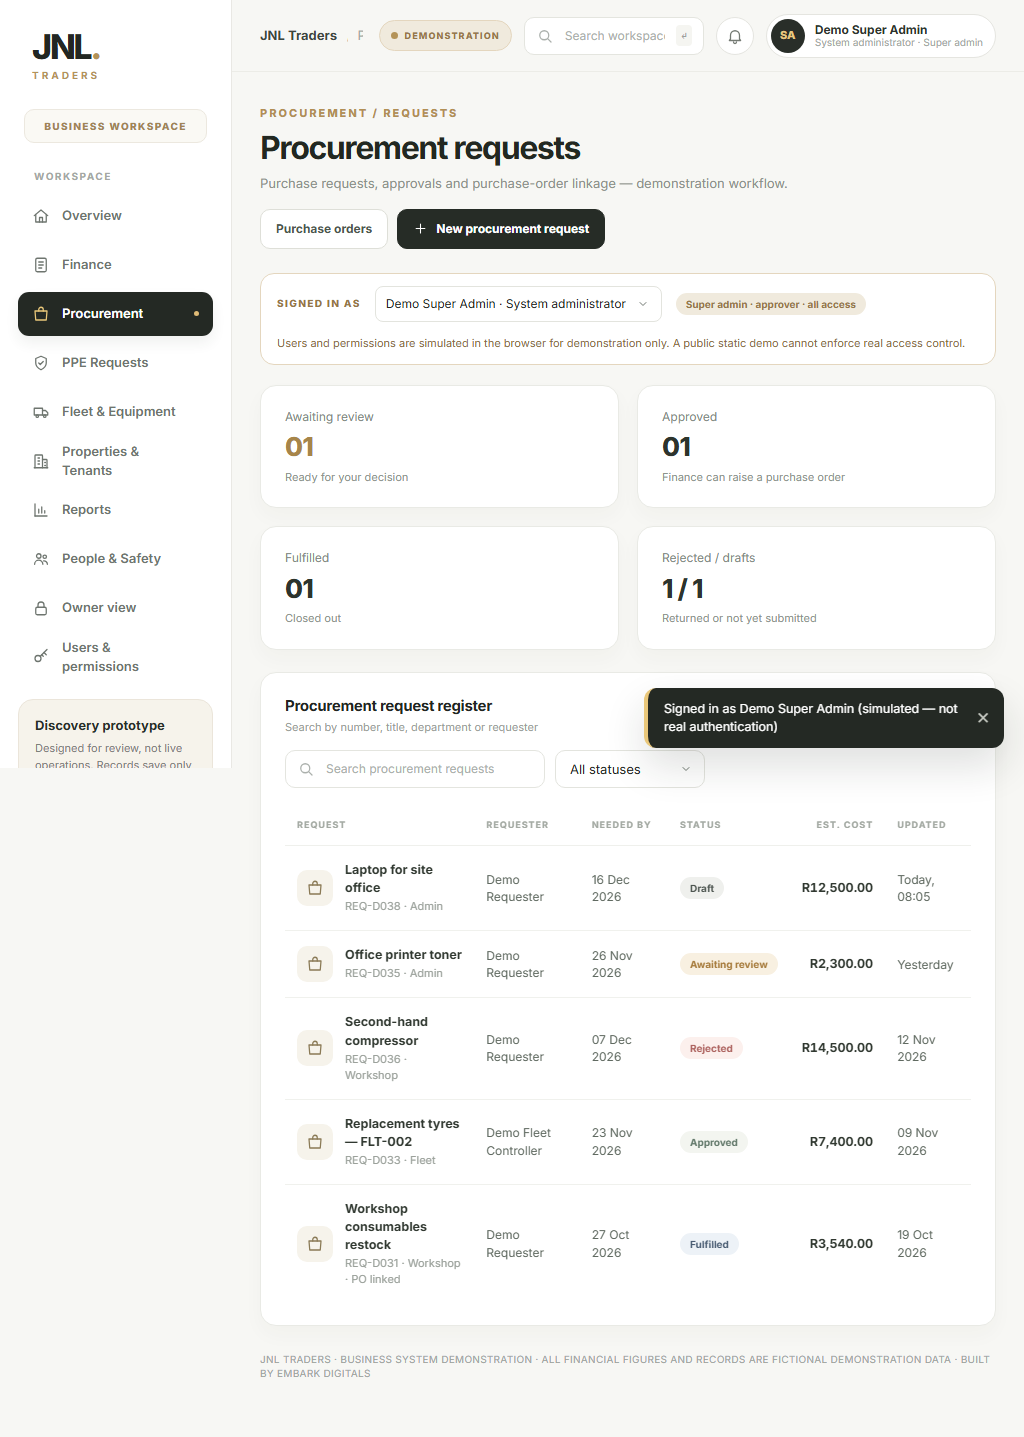 JNL.
TRADERS
BUSINESS WORKSPACE
WORKSPACE
Overview
Finance
Procurement
PPE Requests
Fleet & Equipment
Properties &
Tenants
Reports
People & Safety
Owner view
Users &
permissions
Discovery prototype
Designed for review, not live
operations. Records save only
JNL Traders
DEMONSTRATION
Search workspace
SA
Demo Super Admin
System administrator · Super admin
PROCUREMENT / REQUESTS
Procurement requests
Purchase requests, approvals and purchase-order linkage — demonstration workflow.
Purchase orders
New procurement request
SIGNED IN AS
Demo Super Admin · System administrator
Super admin · approver · all access
Users and permissions are simulated in the browser for demonstration only. A public static demo cannot enforce real access control.
Awaiting review
01
Ready for your decision
Approved
01
Finance can raise a purchase order
Fulfilled
01
Closed out
Rejected / drafts
1 / 1
Returned or not yet submitted
Procurement request register
Search by number, title, department or requester
Signed in as Demo Super Admin (simulated — not
real authentication)
Search procurement requests
All statuses
REQUEST REQUESTER NEEDED BY STATUS EST. COST UPDATED
Laptop for site
office
REQ-D038 · Admin
Demo
Requester
16 Dec
2026
Draft
R12,500.00
Today,
08:05
Office printer toner
REQ-D035 · Admin
Demo
Requester
26 Nov
2026
Awaiting review
R2,300.00
Yesterday
Second-hand
compressor
REQ-D036 ·
Workshop
Demo
Requester
07 Dec
2026
Rejected
R14,500.00
12 Nov
2026
Replacement tyres
— FLT-002
REQ-D033 · Fleet
Demo Fleet
Controller
23 Nov
2026
Approved
R7,400.00
09 Nov
2026
Workshop
consumables
restock
REQ-D031 · Workshop
· PO linked
Demo
Requester
27 Oct
2026
Fulfilled
R3,540.00
19 Oct
2026
JNL TRADERS · BUSINESS SYSTEM DEMONSTRATION · ALL FINANCIAL FIGURES AND RECORDS ARE FICTIONAL DEMONSTRATION DATA · BUILT
BY EMBARK DIGITALS